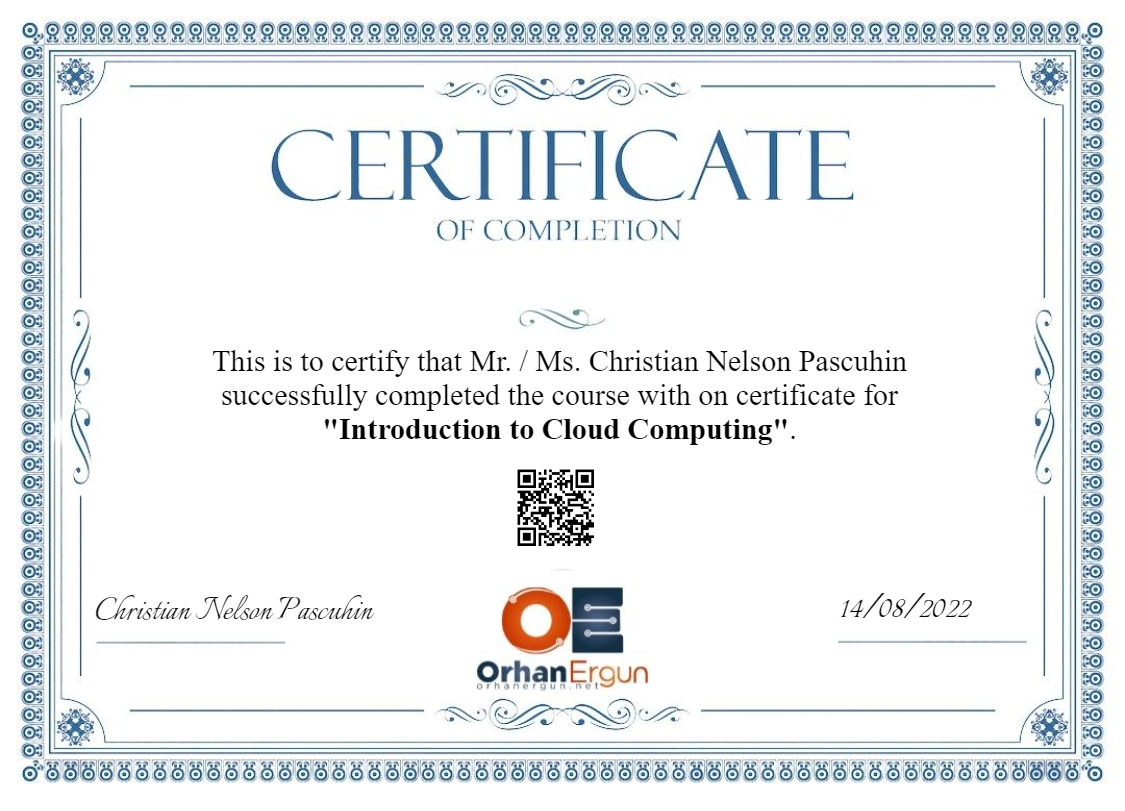 CERTIFICATE
OF COMPLETION
This is to certify that Mr. / Ms. Christian Nelson Pascuhin
successfully completed the course with on certificate for
"Introduction to Cloud Computing".
Christian Nelson Pascuhin
14/08/2022
OE
OrhanErgun
orhanergun.net